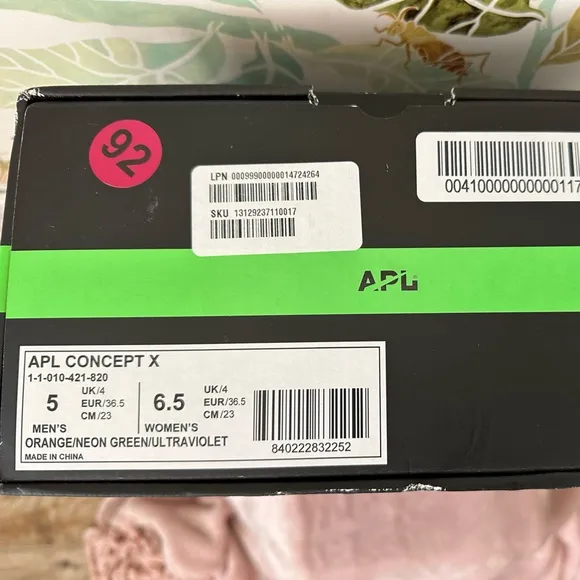 92
LPN 00099900000014724264
SKU 13129237110017
0041000000000117
APL
APL CONCEPT X
1-1-010-421-820
5 UK/4 EUR/36.5 CM/23 6.5 UK/4 EUR/36.5 CM/23
MEN'S WOMEN'S
ORANGE/NEON GREEN/ULTRAVIOLET
MADE IN CHINA
840222832252